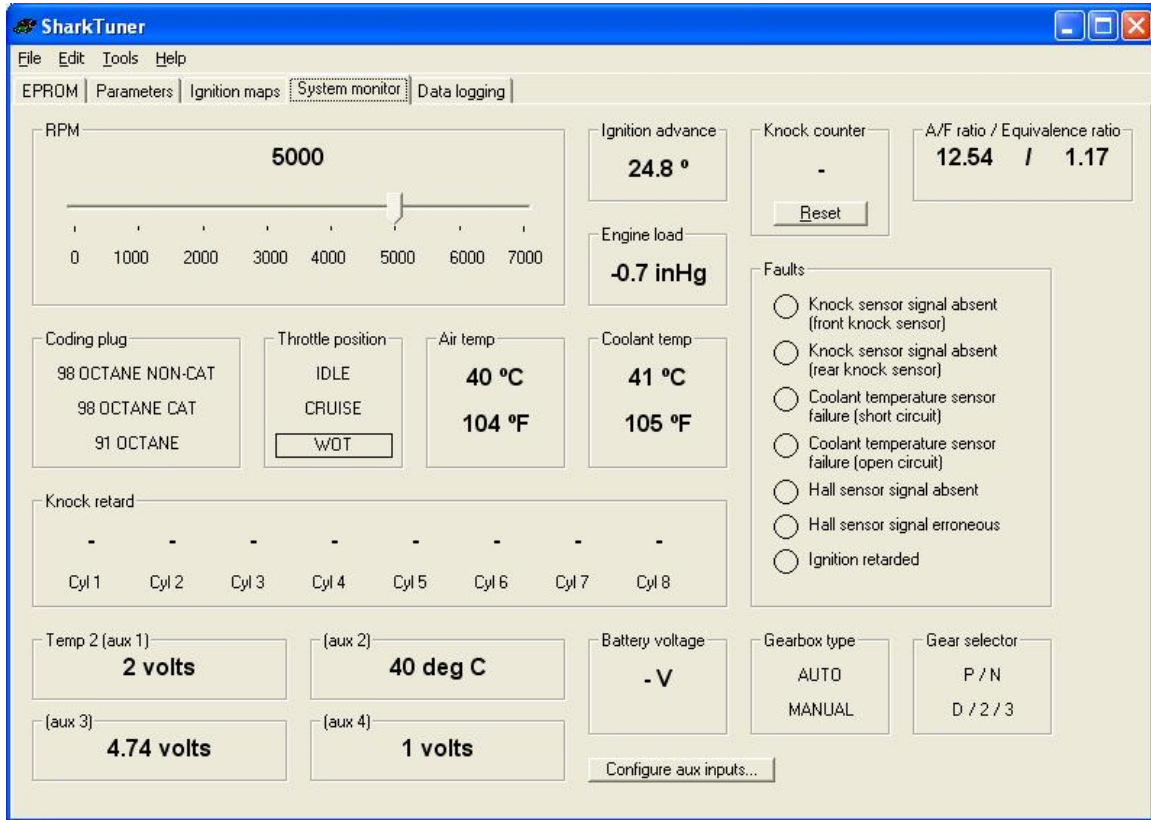 SharkTuner
File Edit Tools Help
EPROM Parameters Ignition maps System monitor Data logging
RPM
5000
0 1000 2000 3000 4000 5000 6000 7000
Ignition advance
24.8 º
Engine load
-0.7 inHg
Knock counter
-
Reset
A/F ratio / Equivalence ratio
12.54 / 1.17
Coding plug
98 OCTANE NON-CAT
98 OCTANE CAT
91 OCTANE
Throttle position
IDLE
CRUISE
WOT
Air temp
40 ºC
104 ºF
Coolant temp
41 ºC
105 ºF
Faults
Knock sensor signal absent
(front knock sensor)
Knock sensor signal absent
(rear knock sensor)
Coolant temperature sensor
failure (short circuit)
Coolant temperature sensor
failure (open circuit)
Hall sensor signal absent
Hall sensor signal erroneous
Ignition retarded
Knock retard
- - - - - - - -
Cyl 1 Cyl 2 Cyl 3 Cyl 4 Cyl 5 Cyl 6 Cyl 7 Cyl 8
Temp 2 (aux 1)
2 volts
(aux 2)
40 deg C
(aux 3)
4.74 volts
(aux 4)
1 volts
Battery voltage
- V
Gearbox type
AUTO
MANUAL
Gear selector
P / N
D / 2 / 3
Configure aux inputs...